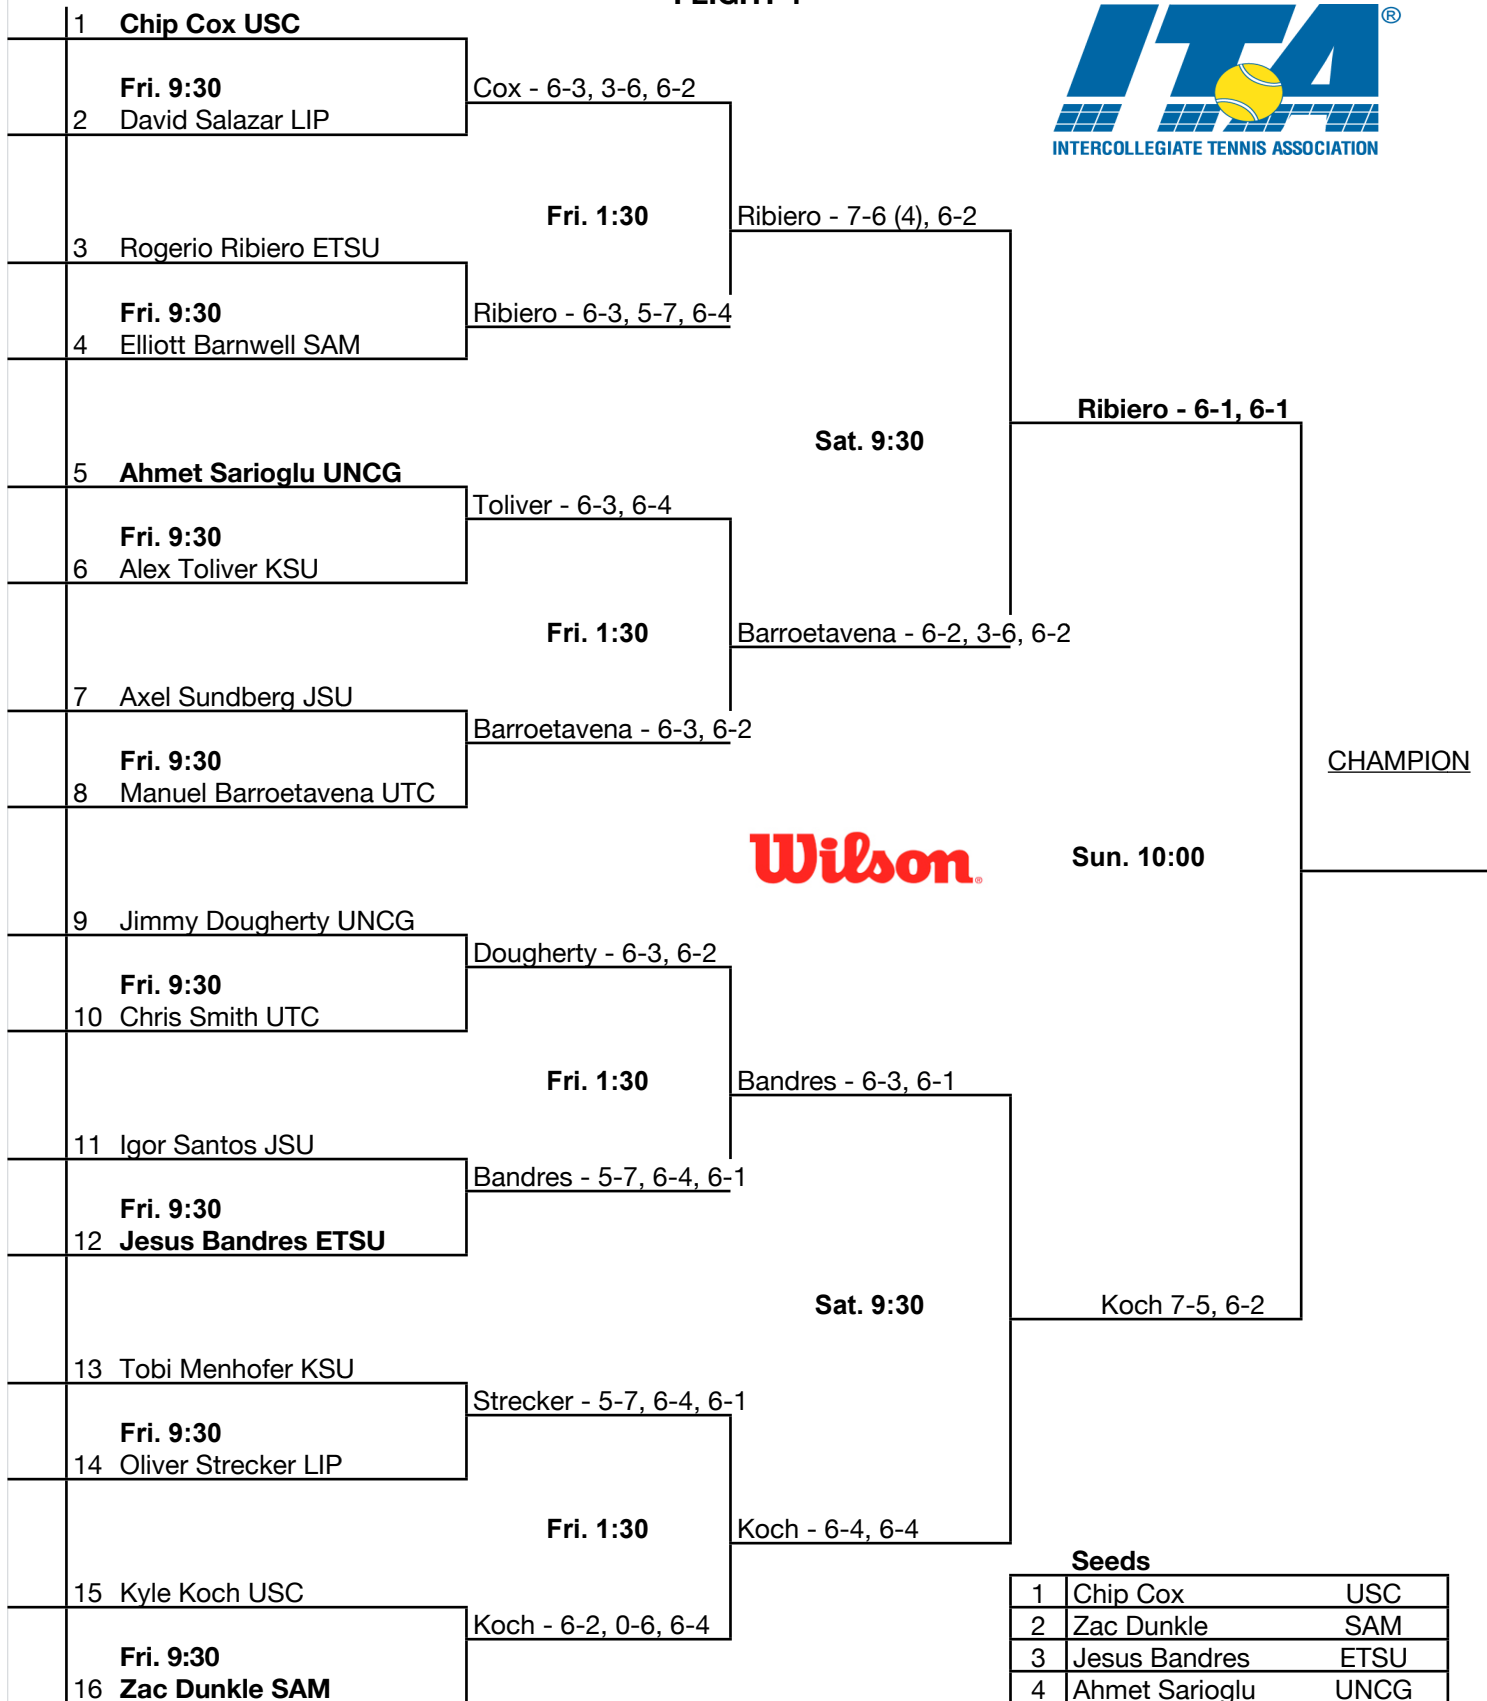 FLIGHT 1
1 Chip Cox USC
ITA ®
INTERCOLLEGIATE TENNIS ASSOCIATION
Fri. 9:30
Cox - 6-3, 3-6, 6-2
2 David Salazar LIP
Fri. 1:30
Ribiero - 7-6 (4), 6-2
3 Rogerio Ribiero ETSU
Fri. 9:30
Ribiero - 6-3, 5-7, 6-4
4 Elliott Barnwell SAM
Ribiero - 6-1, 6-1
Sat. 9:30
5 Ahmet Sarioglu UNCG
Toliver - 6-3, 6-4
Fri. 9:30
6 Alex Toliver KSU
Fri. 1:30
Barroetavena - 6-2, 3-6, 6-2
7 Axel Sundberg JSU
Barroetavena - 6-3, 6-2
Fri. 9:30
CHAMPION
8 Manuel Barroetavena UTC
Wilson ®
Sun. 10:00
9 Jimmy Dougherty UNCG
Dougherty - 6-3, 6-2
Fri. 9:30
10 Chris Smith UTC
Fri. 1:30
Bandres - 6-3, 6-1
11 Igor Santos JSU
Bandres - 5-7, 6-4, 6-1
Fri. 9:30
12 Jesus Bandres ETSU
Sat. 9:30
Koch 7-5, 6-2
13 Tobi Menhofer KSU
Strecker - 5-7, 6-4, 6-1
Fri. 9:30
14 Oliver Strecker LIP
Fri. 1:30
Koch - 6-4, 6-4
Seeds
15 Kyle Koch USC
1 Chip Cox USC
Koch - 6-2, 0-6, 6-4
2 Zac Dunkle SAM
Fri. 9:30
3 Jesus Bandres ETSU
16 Zac Dunkle SAM
4 Ahmet Sarioglu UNCG